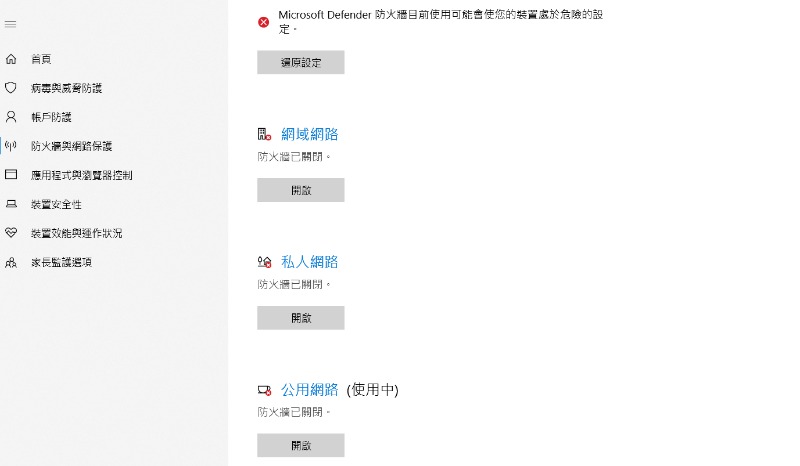 Microsoft Defender 防火牆目前使用可能會使您的裝置處於危險的設
定。
還原設定
首頁
病毒與威脅防護
帳戶防護
防火牆與網路保護
應用程式與瀏覽器控制
裝置安全性
裝置效能與運作狀況
家長監護選項
網域網路
防火牆已關閉。
開啟
私人網路
防火牆已關閉。
開啟
公用網路 (使用中)
防火牆已關閉。
開啟